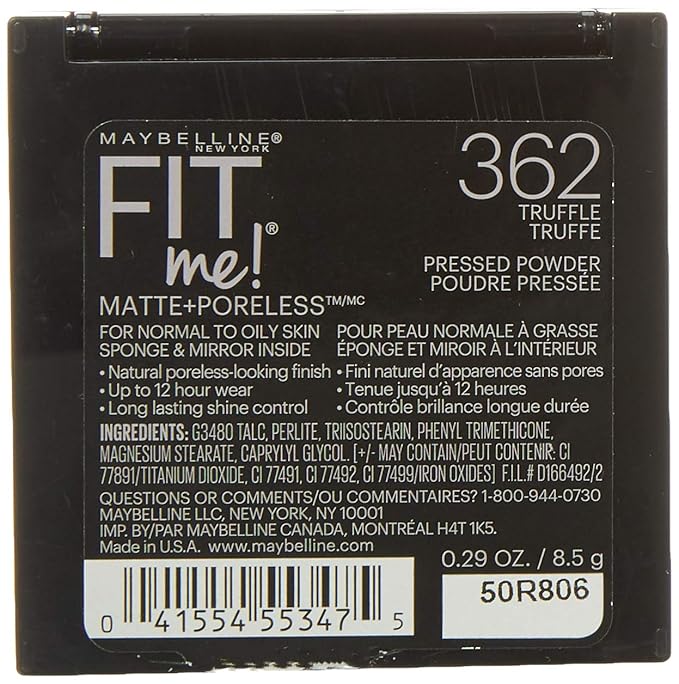 MAYBELLINE®
NEW YORK
FIT
me!®
MATTE+PORELESS™/MC
362
TRUFFLE
TRUFFE
PRESSED POWDER
POUDRE PRESSÉE
FOR NORMAL TO OILY SKIN
SPONGE & MIRROR INSIDE
• Natural poreless-looking finish
• Up to 12 hour wear
• Long lasting shine control
POUR PEAU NORMALE À GRASSE
ÉPONGE ET MIROIR À L'INTÉRIEUR
• Fini naturel d'apparence sans pores
• Tenue jusqu'à 12 heures
• Contrôle brillance longue durée
INGREDIENTS: G3480 TALC, PERLITE, TRIISOSTEARIN, PHENYL TRIMETHICONE,
MAGNESIUM STEARATE, CAPRYLYL GLYCOL. [+/- MAY CONTAIN/PEUT CONTENIR: CI
77891/TITANIUM DIOXIDE, CI 77491, CI 77492, CI 77499/IRON OXIDES] F.I.L.# D166492/2
QUESTIONS OR COMMENTS/OU COMMENTAIRES? 1-800-944-0730
MAYBELLINE LLC, NEW YORK, NY 10001
IMP. BY/PAR MAYBELLINE CANADA, MONTRÉAL H4T 1K5.
Made in U.S.A. www.maybelline.com
0.29 OZ. / 8.5 g
0 41554 55347 5
50R806